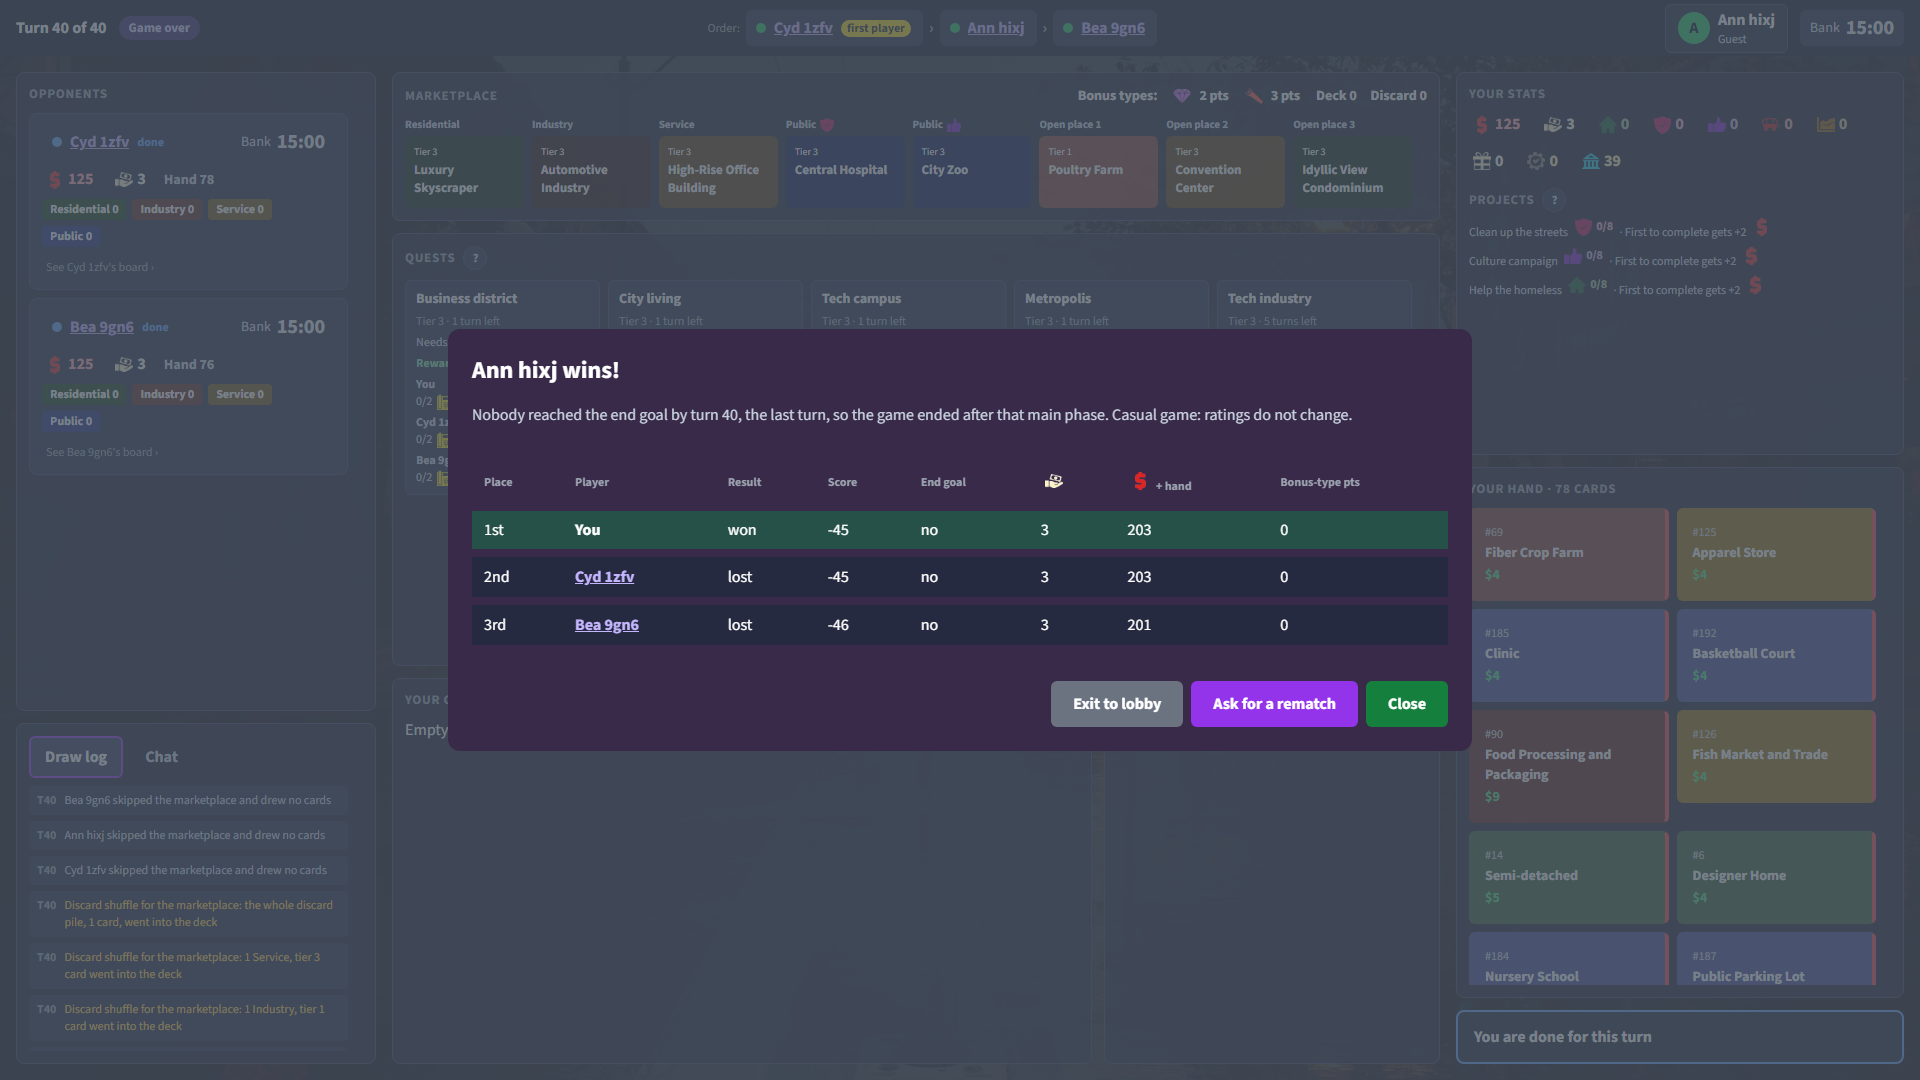 Turn 40 of 40 Game over
Order: Cyd 1zfv first player › Ann hixj › Bea 9gn6
A Ann hixj
Guest
Bank 15:00
OPPONENTS
Cyd 1zfv done Bank 15:00
125 3 Hand 78
Residential 0 Industry 0 Service 0
Public 0
See Cyd 1zfv's board ›
Bea 9gn6 done Bank 15:00
125 3 Hand 76
Residential 0 Industry 0 Service 0
Public 0
See Bea 9gn6's board ›
Draw log Chat
T40 Bea 9gn6 skipped the marketplace and drew no cards
T40 Ann hixj skipped the marketplace and drew no cards
T40 Cyd 1zfv skipped the marketplace and drew no cards
T40 Discard shuffle for the marketplace: the whole discard
pile, 1 card, went into the deck
T40 Discard shuffle for the marketplace: 1 Service, tier 3
card went into the deck
T40 Discard shuffle for the marketplace: 1 Industry, tier 1
card went into the deck
MARKETPLACE Bonus types: 2 pts 3 pts Deck 0 Discard 0
Residential Industry Service Public Public Open place 1 Open place 2 Open place 3
Tier 3 Tier 3 Tier 3 Tier 3 Tier 3 Tier 1 Tier 3 Tier 3
Luxury Automotive High-Rise Office Central Hospital City Zoo Poultry Farm Convention Idyllic View
Skyscraper Industry Building Center Condominium
QUESTS ?
Business district City living Tech campus Metropolis Tech industry
Tier 3 · 1 turn left Tier 3 · 1 turn left Tier 3 · 1 turn left Tier 3 · 1 turn left Tier 3 · 5 turns left
Needs
You
0/2
0/2
0/2
Empty
Ann hixj wins!
Nobody reached the end goal by turn 40, the last turn, so the game ended after that main phase. Casual game: ratings do not change.
Place Player Result Score End goal $ + hand Bonus-type pts
1st You won -45 no 3 203 0
2nd Cyd 1zfv lost -45 no 3 203 0
3rd Bea 9gn6 lost -46 no 3 201 0
Exit to lobby Ask for a rematch Close
YOUR STATS
125 3 0 0 0 0 0
0 0 39
PROJECTS ?
Clean up the streets 0/8 · First to complete gets +2
Culture campaign 0/8 · First to complete gets +2
Help the homeless 0/8 · First to complete gets +2
YOUR HAND · 78 CARDS
#69 #125
Fiber Crop Farm Apparel Store
$4 $4
#185 #192
Clinic Basketball Court
$4 $4
#90 #126
Food Processing and Fish Market and Trade
Packaging $4
$9
#14 #6
Semi-detached Designer Home
$5 $4
#184 #187
Nursery School Public Parking Lot
You are done for this turn